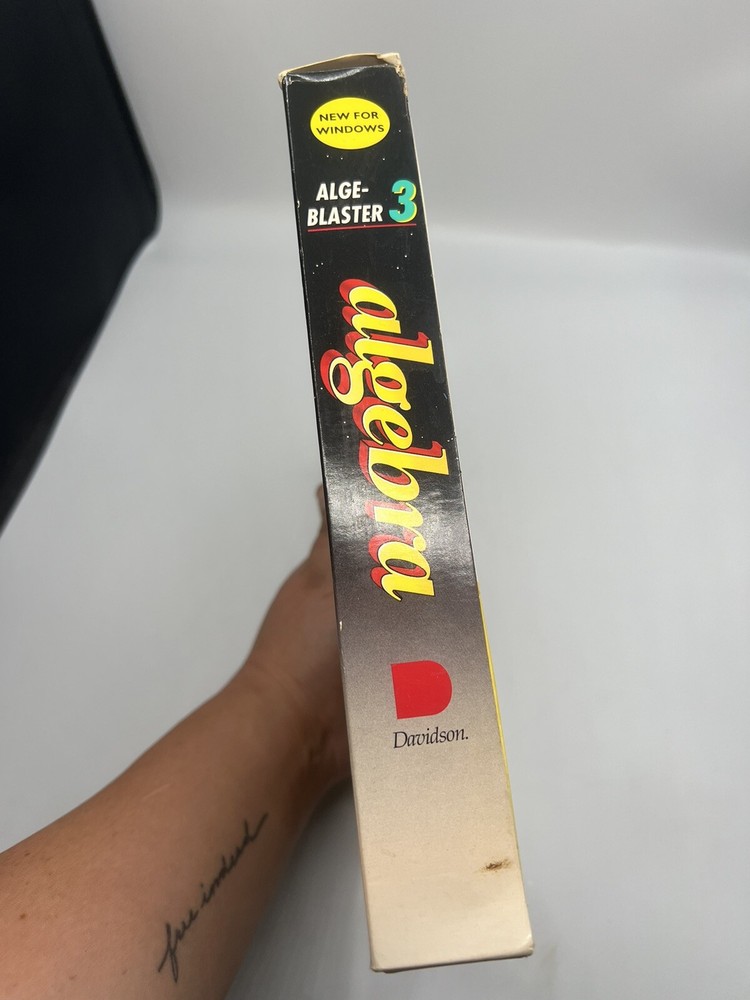 NEW FOR
WINDOWS
ALGE-
BLASTER 3
algebra
Davidson.
free indeed